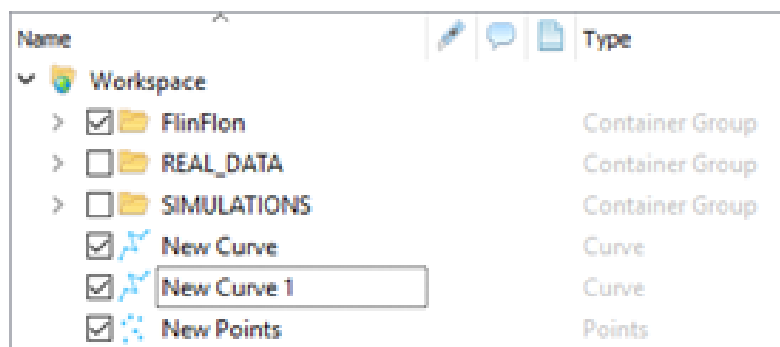 Name Type
Workspace
FlinFlon Container Group
REAL_DATA Container Group
SIMULATIONS Container Group
New Curve Curve
New Curve 1 Curve
New Points Points